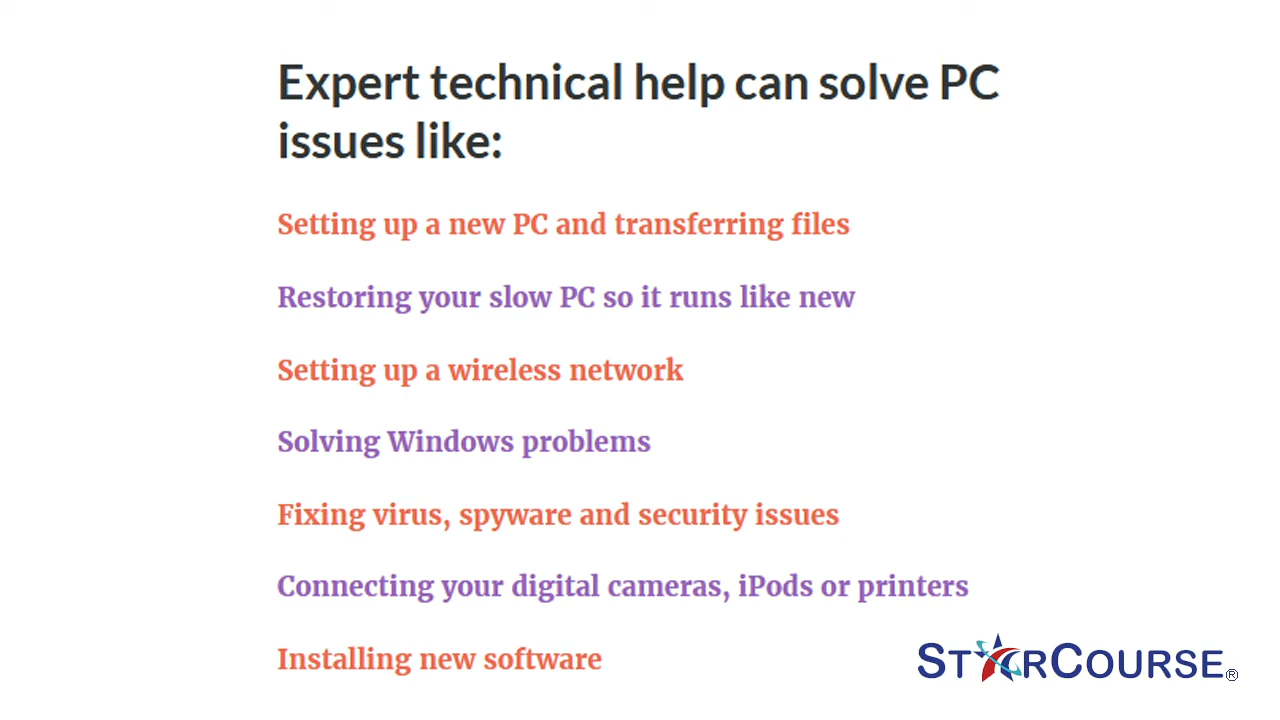 Expert technical help can solve PC
issues like:
Setting up a new PC and transferring files
Restoring your slow PC so it runs like new
Setting up a wireless network
Solving Windows problems
Fixing virus, spyware and security issues
Connecting your digital cameras, iPods or printers
Installing new software
STARCOURSE®